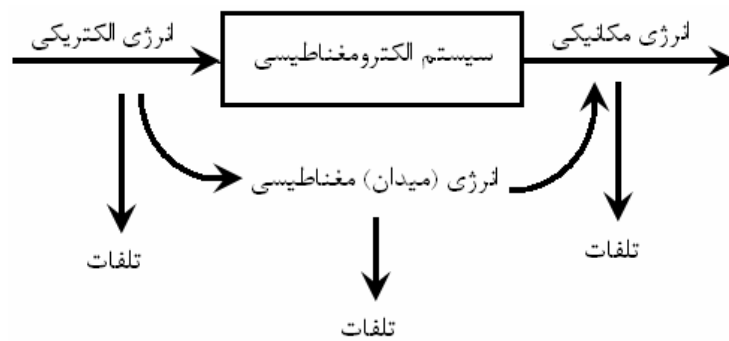 انرژی الکتریکی
سیستم الکترومغناطیسی
انرژی مکانیکی
انرژی (میدان) مغناطیسی
تلفات
تلفات
تلفات